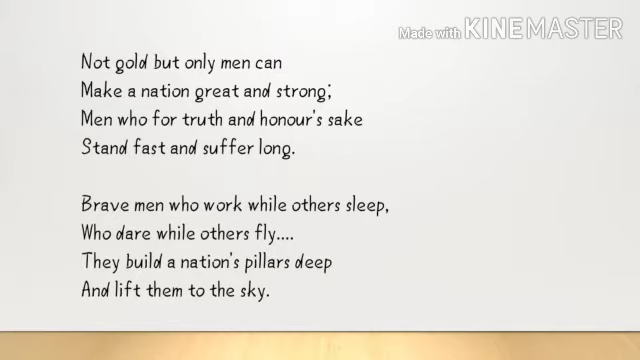 Made with KINEMASTER
Not gold but only men can
Make a nation great and strong;
Men who for truth and honour's sake
Stand fast and suffer long.
Brave men who work while others sleep,
Who dare while others fly....
They build a nation's pillars deep
And lift them to the sky.